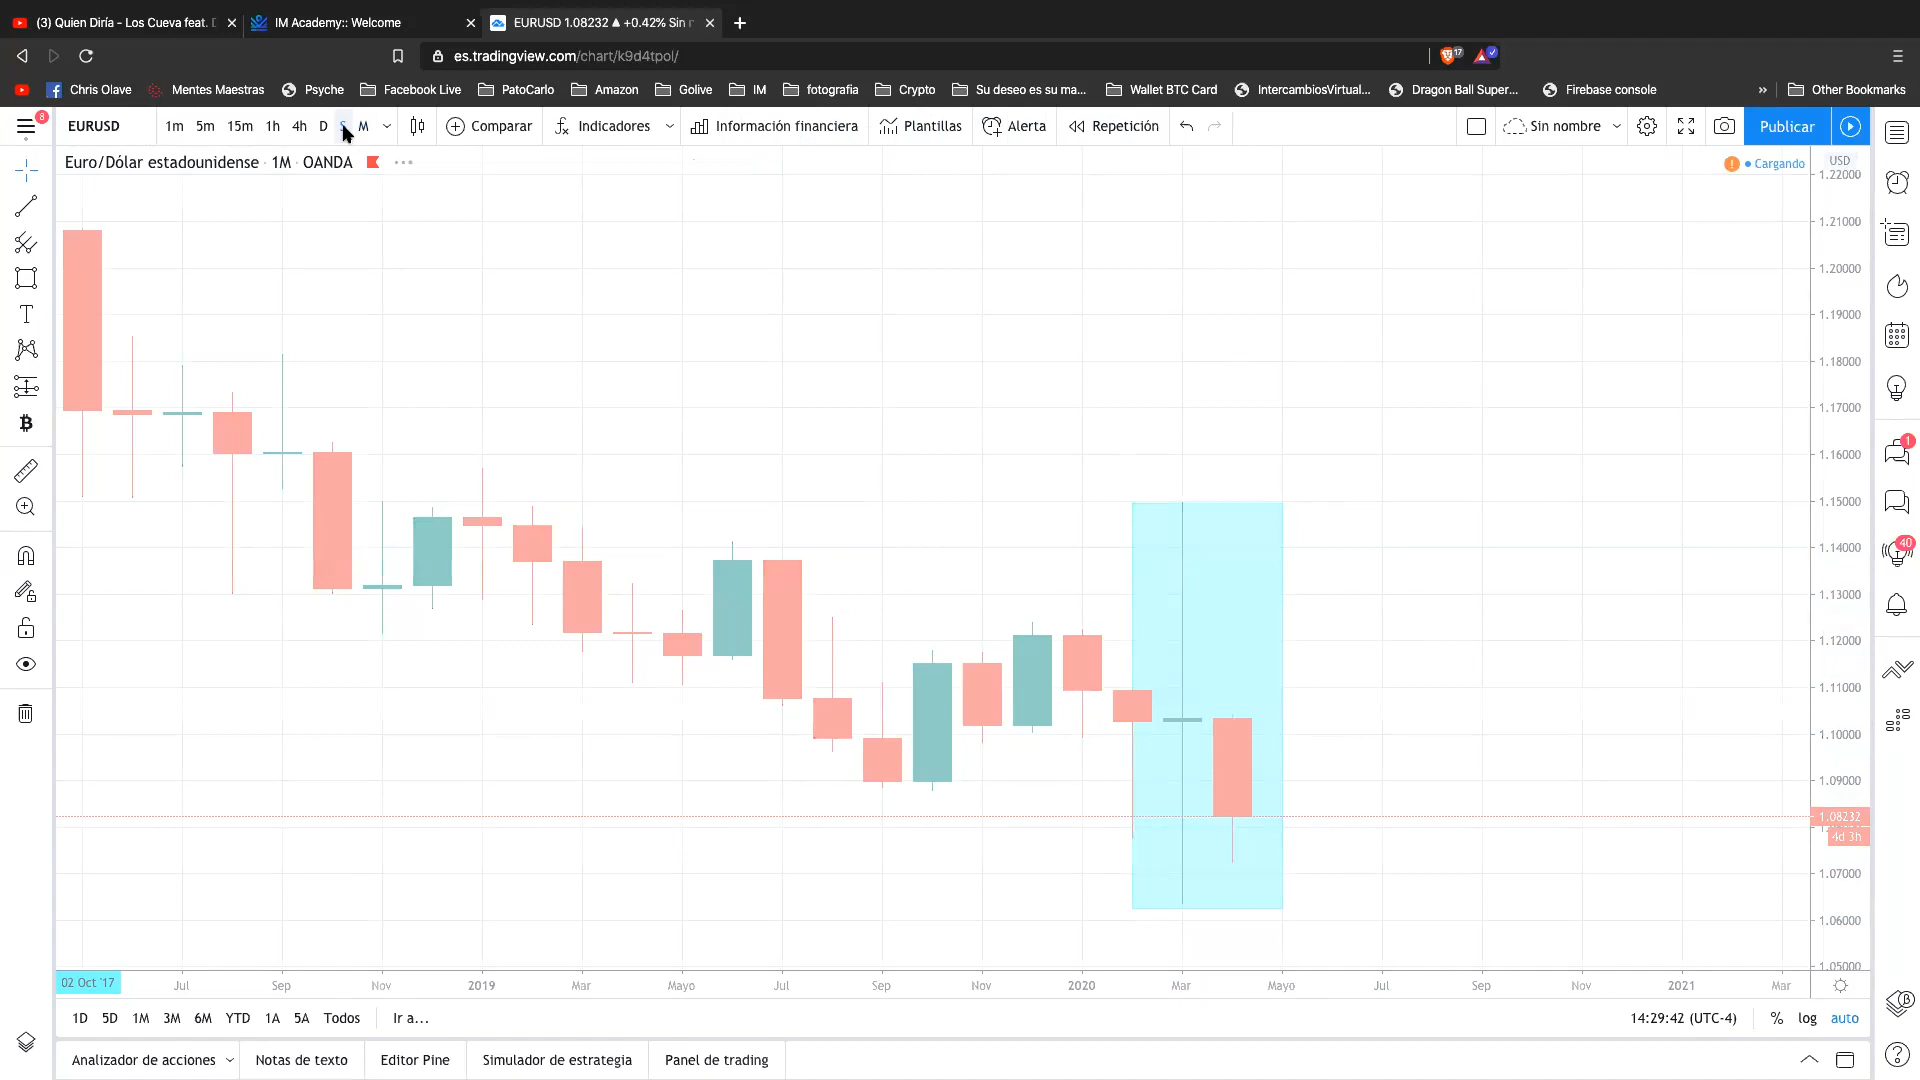 (3) Quien Diría - Los Cueva feat.
IM Academy:: Welcome
EURUSD 1.08232 ▲ +0.42% Sin
es.tradingview.com/chart/k9d4tpol/
17
Chris Olave
Mentes Maestras
Psyche
Facebook Live
PatoCarlo
Amazon
Golive
IM
fotografia
Crypto
Su deseo es su ma...
Wallet BTC Card
IntercambiosVirtual...
Dragon Ball Super...
Firebase console
»
Other Bookmarks
8
EURUSD
1m 5m 15m 1h 4h D S M
Comparar
Indicadores
Información financiera
Plantillas
Alerta
Repetición
Sin nombre
Publicar
Euro/Dólar estadounidense · 1M · OANDA
Cargando
USD
1.22000
1.21000
1.20000
1.19000
1.18000
1.17000
1.16000
1.15000
1.14000
1.13000
1.12000
1.11000
1.10000
1.09000
1.08232
4d 3h
1.07000
1.06000
1.05000
1
40
02 Oct '17
Jul Sep Nov 2019 Mar Mayo Jul Sep Nov 2020 Mar Mayo Jul Sep Nov 2021 Mar
1D 5D 1M 3M 6M YTD 1A 5A Todos Ir a...
14:29:42 (UTC-4) % log auto
Analizador de acciones
Notas de texto
Editor Pine
Simulador de estrategia
Panel de trading